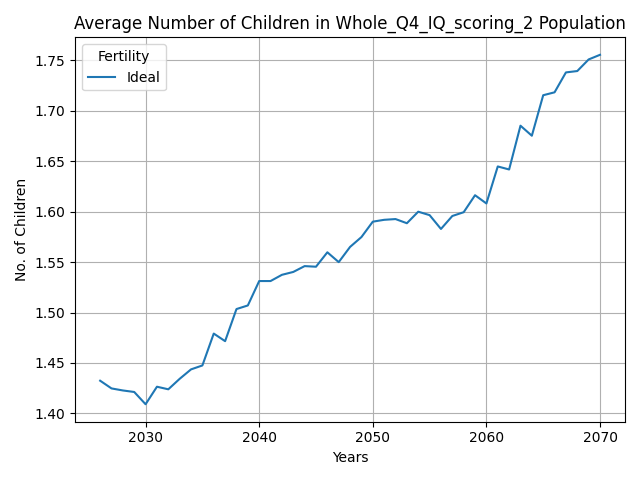 Average Number of Children in Whole_Q4_IQ_scoring_2 Population
Fertility
Ideal
No. of Children
1.75
1.70
1.65
1.60
1.55
1.50
1.45
1.40
2030 2040 2050 2060 2070
Years